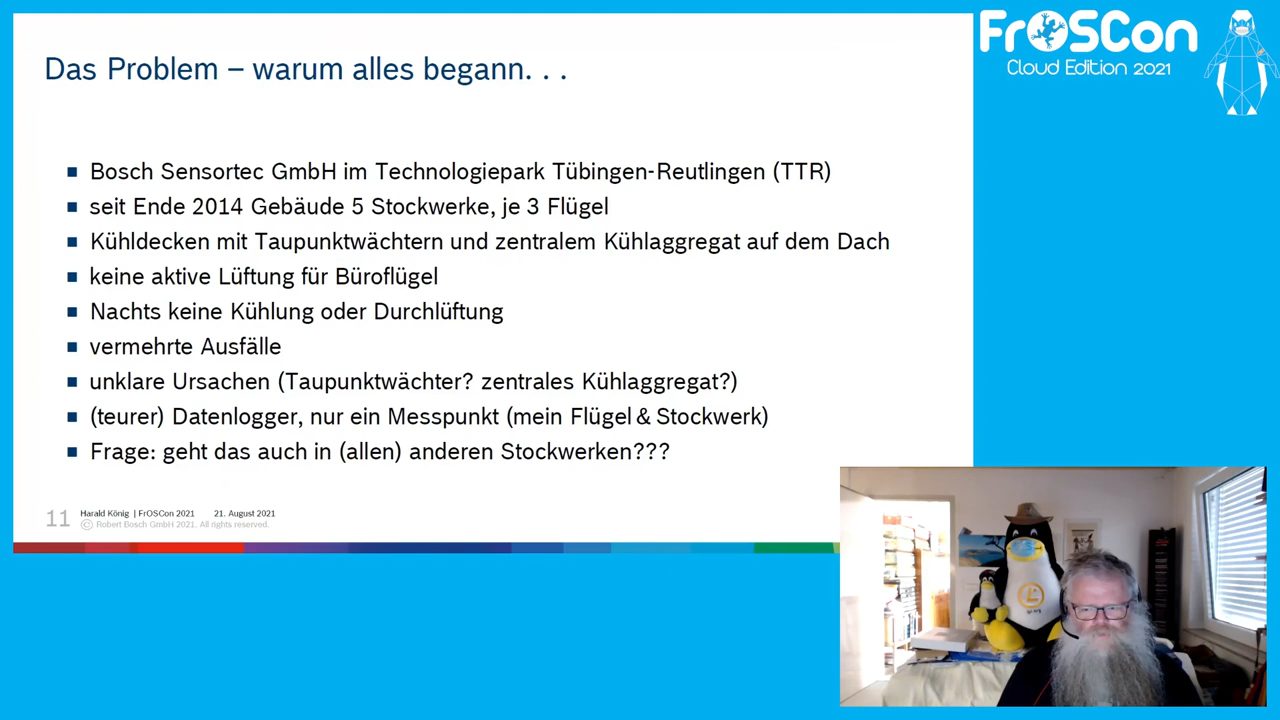 Das Problem – warum alles begann. . .
FrOSCon
Cloud Edition 2021
■ Bosch Sensortec GmbH im Technologiepark Tübingen-Reutlingen (TTR)
■ seit Ende 2014 Gebäude 5 Stockwerke, je 3 Flügel
■ Kühldecken mit Taupunktwächtern und zentralem Kühlaggregat auf dem Dach
■ keine aktive Lüftung für Büroflügel
■ Nachts keine Kühlung oder Durchlüftung
■ vermehrte Ausfälle
■ unklare Ursachen (Taupunktwächter? zentrales Kühlaggregat?)
■ (teurer) Datenlogger, nur ein Messpunkt (mein Flügel & Stockwerk)
■ Frage: geht das auch in (allen) anderen Stockwerken???
11 Harald König | FrOSCon 2021 21. August 2021
© Robert Bosch GmbH 2021. All rights reserved.